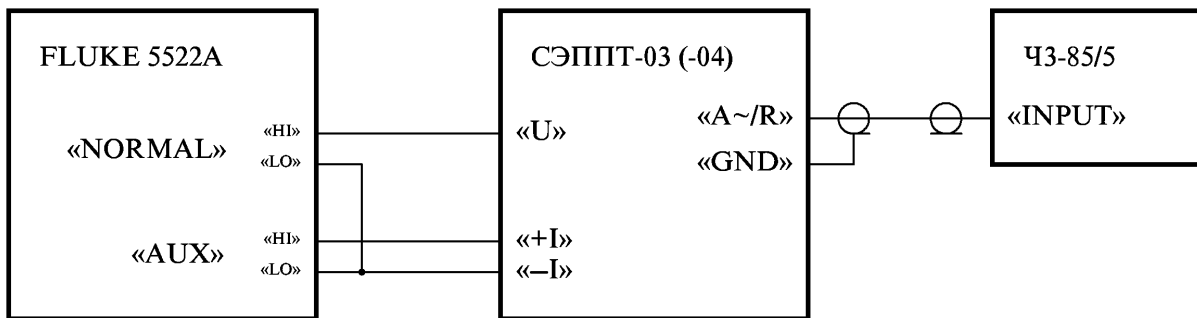 FLUKE 5522A
«NORMAL»
«HI»
«LO»
«AUX»
«HI»
«LO»
СЭППТ-03 (-04)
«U»
«+I»
«–I»
«A~/R»
«GND»
Ч3-85/5
«INPUT»